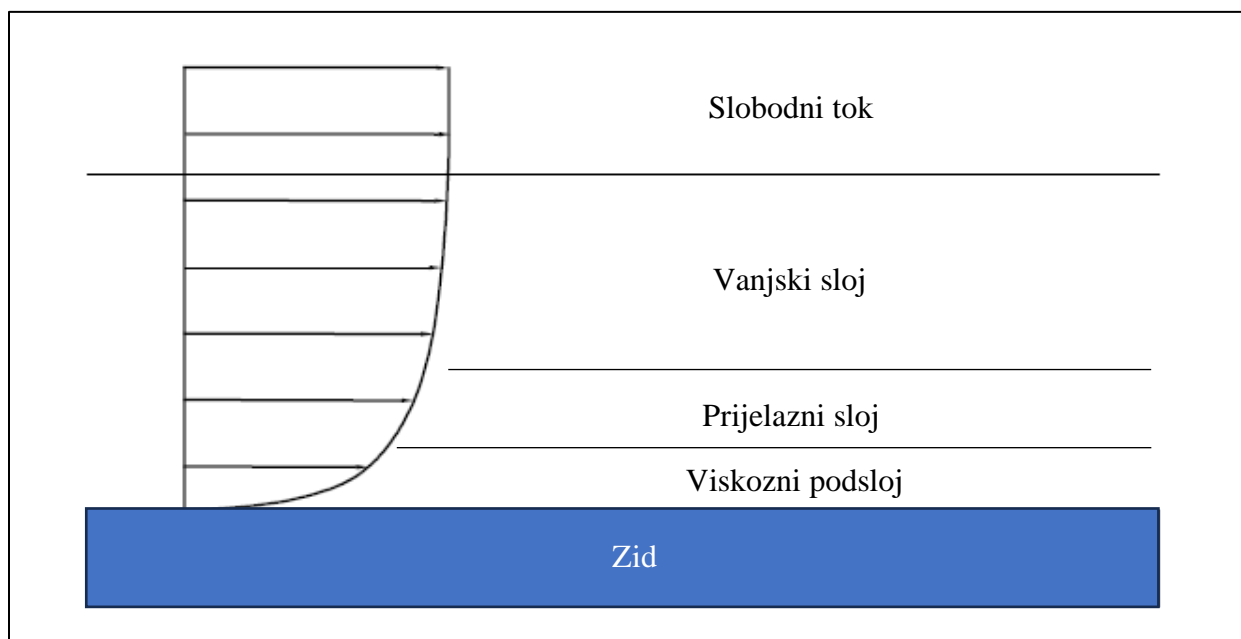 Slobodni tok
Vanjski sloj
Prijelazni sloj
Viskozni podsloj
Zid